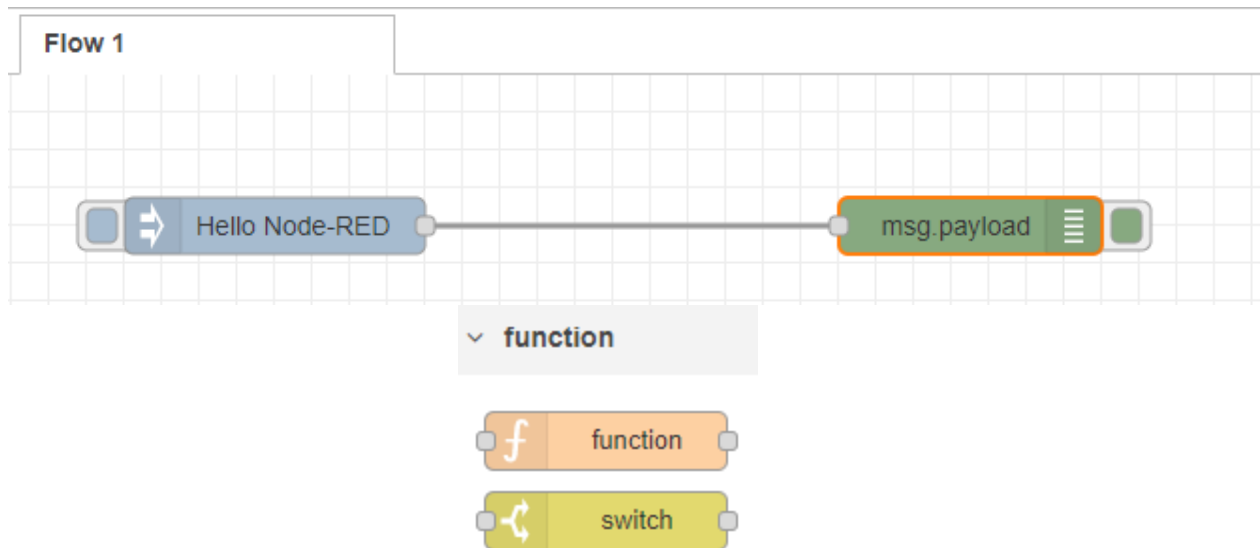 Flow 1
Hello Node-RED
msg.payload
function
function
switch